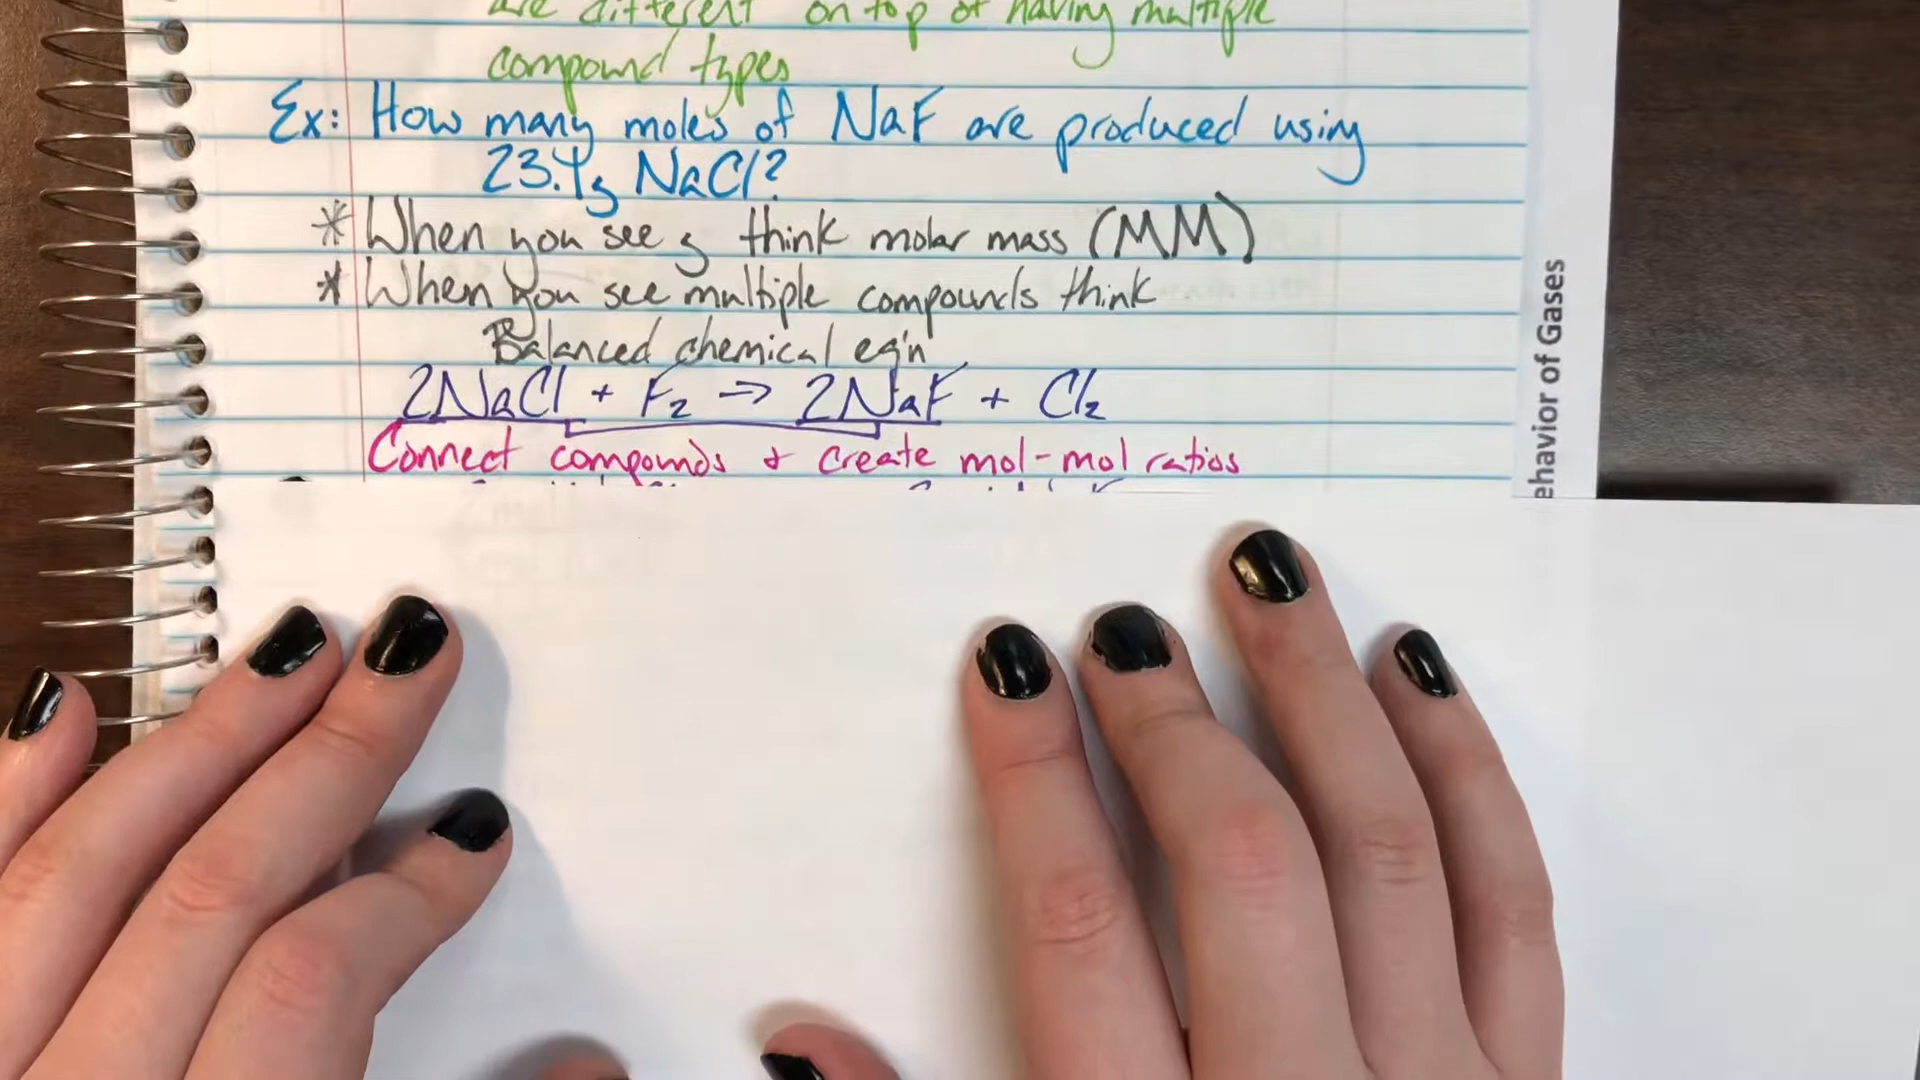 are different on top of having multiple
compound types
Ex: How many moles of NaF are produced using
23.4g NaCl?
* When you see g think molar mass (MM)
* When you see multiple compounds think
Balanced chemical eq'n
2NaCl + F₂ → 2NaF + Cl₂
Connect compounds & create mol-mol ratios
ehavior of Gases